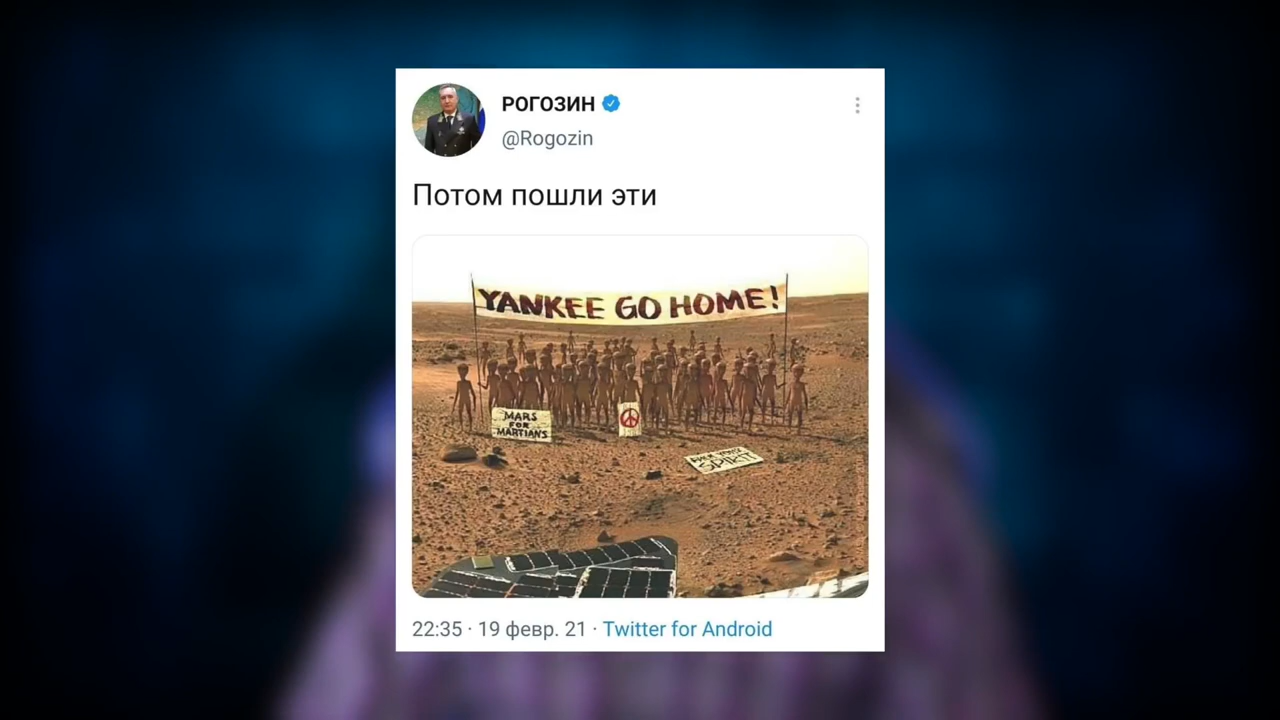 РОГОЗИН
@Rogozin
Потом пошли эти
YANKEE GO HOME!
MARS
FOR
MARTIANS
SPIRIT
22:35 · 19 февр. 21 · Twitter for Android